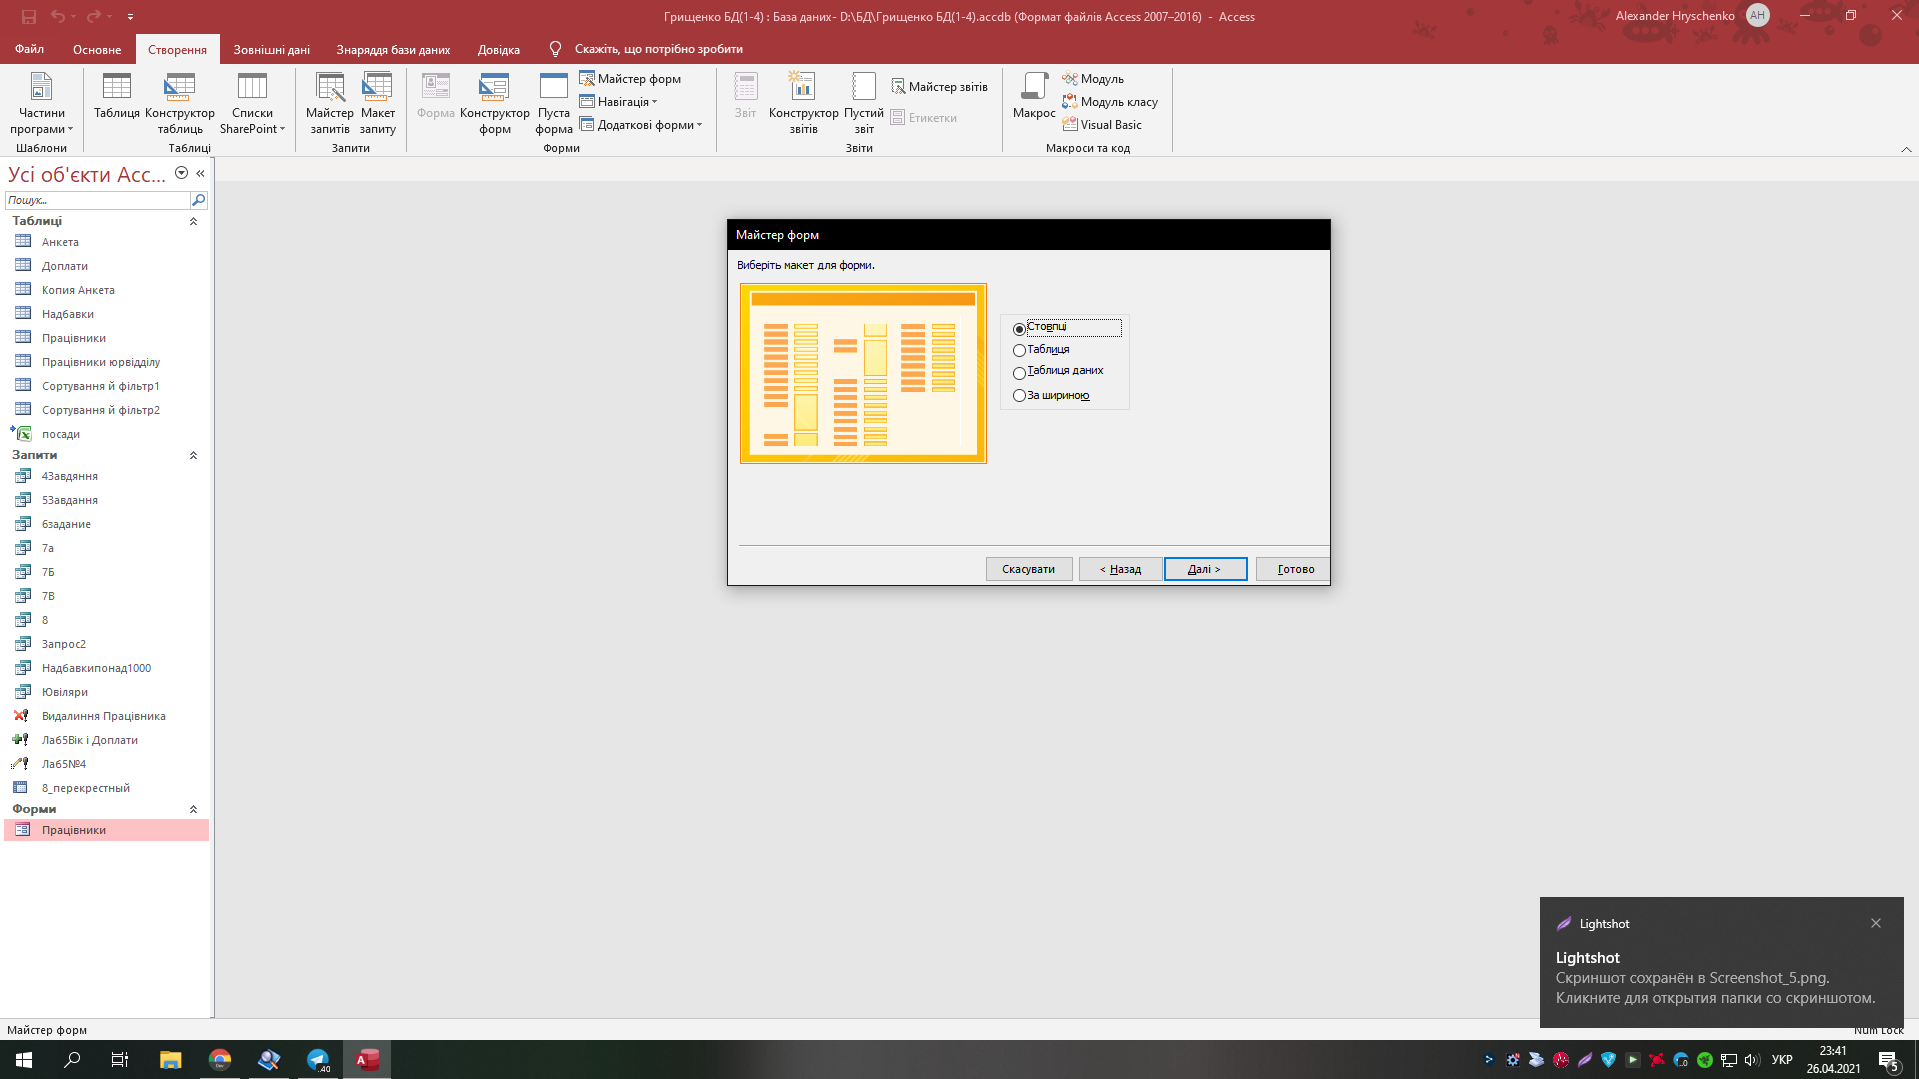 Грищенко БД(1-4) : База даних- D:\БД\Грищенко БД(1-4).accdb (Формат файлів Access 2007–2016) - Access
Alexander Hryschenko
AH
Файл
Основне
Створення
Зовнішні дані
Знаряддя бази даних
Довідка
Скажіть, що потрібно зробити
Частини програми
Таблиця
Конструктор таблиць
Списки SharePoint
Майстер запитів
Макет запиту
Форма
Конструктор форм
Пуста форма
Майстер форм
Навігація
Додаткові форми
Звіт
Конструктор звітів
Пустий звіт
Майстер звітів
Етикетки
Макрос
Модуль
Модуль класу
Visual Basic
Шаблони
Таблиці
Запити
Форми
Звіти
Макроси та код
Усі об'єкти Acc...
Пошук...
Таблиці
Анкета
Доплати
Копия Анкета
Надбавки
Працівники
Працівники юрвідділу
Сортування й фільтр1
Сортування й фільтр2
посади
Запити
4Завдяння
5Завдання
6задание
7а
7Б
7В
8
Запрос2
Надбавкипонад1000
Ювіляри
Видалиння Працівника
Лаб5Вік і Доплати
Лаб5№4
8_перекрестный
Форми
Працівники
Майстер форм
Виберіть макет для форми.
Стовпці
Таблиця
Таблиця даних
За шириною
Скасувати
< Назад
Далі >
Готово
Lightshot
Lightshot
Скриншот сохранён в Screenshot_5.png.
Кликните для открытия папки со скриншотом.
Майстер форм
Num Lock
Dev
.40
A
УКР
23:41
26.04.2021
5